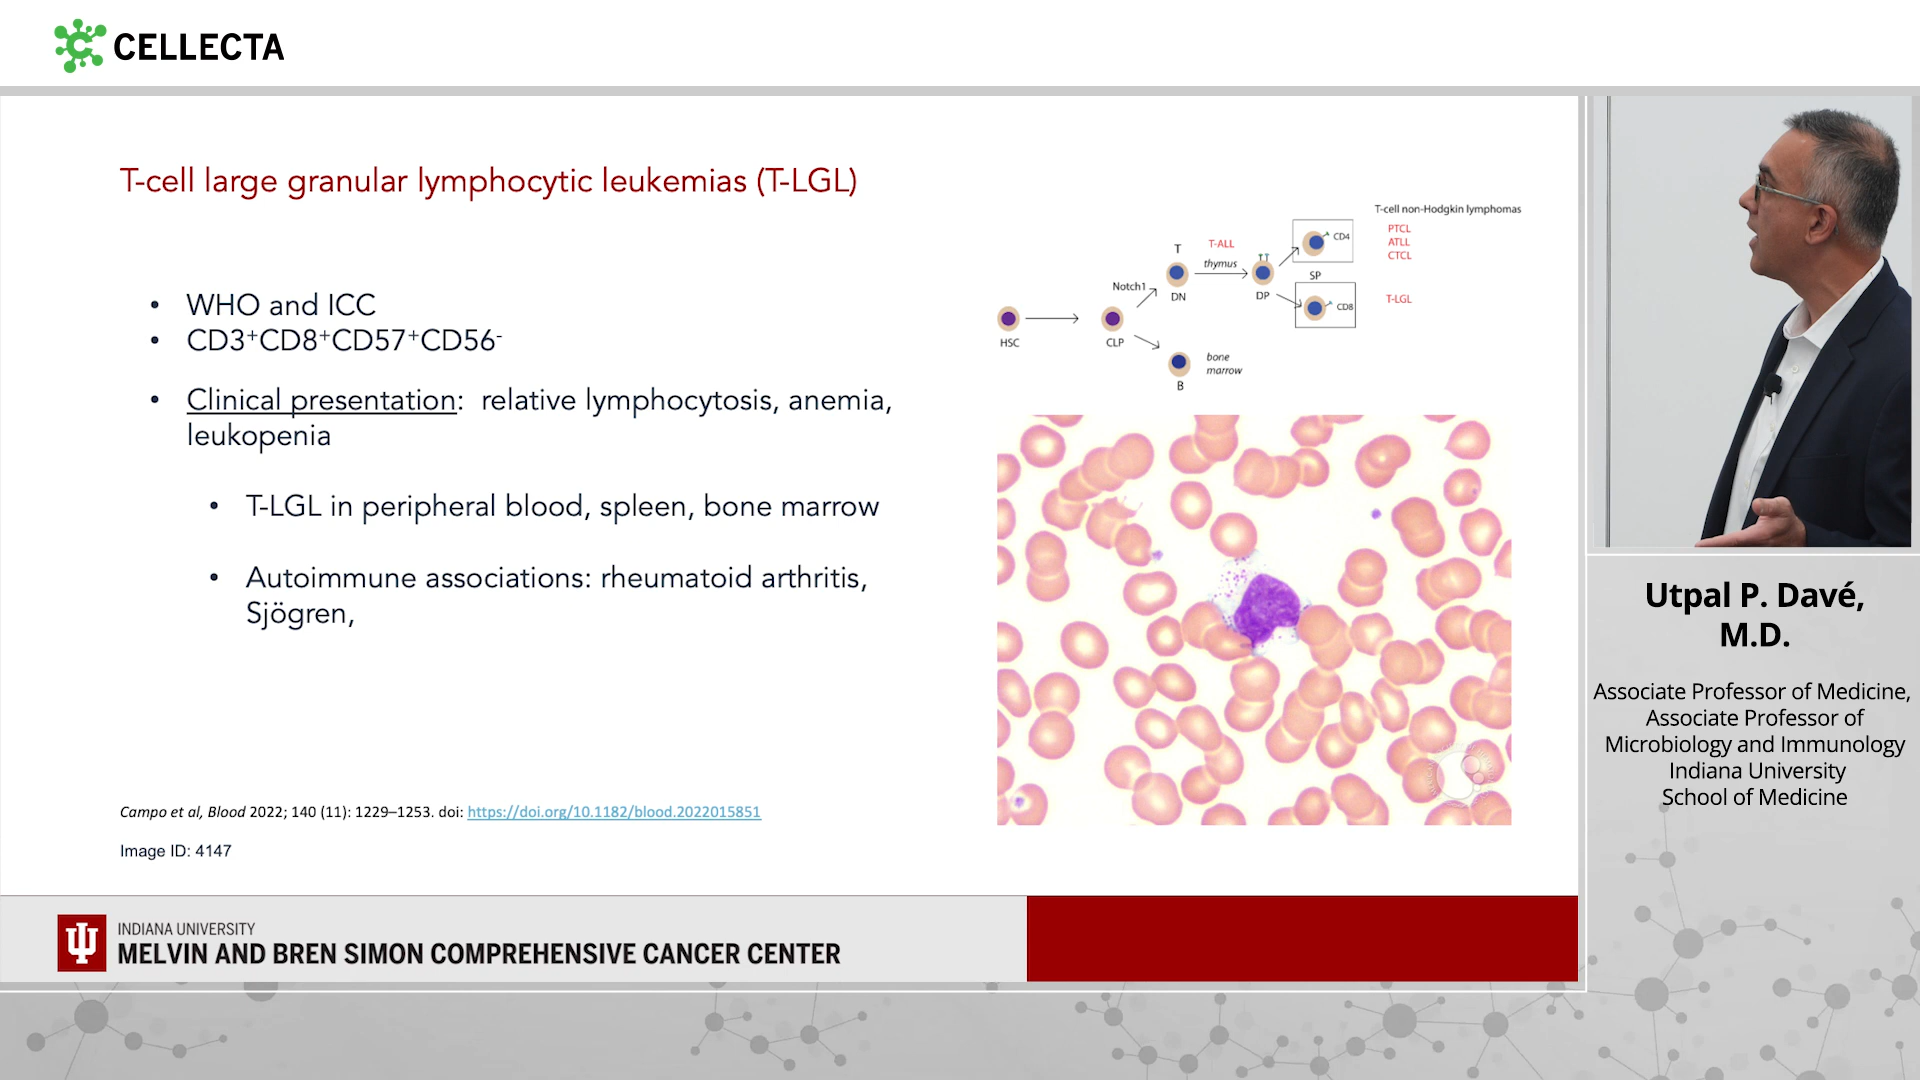 CELLECTA
T-cell large granular lymphocytic leukemias (T-LGL)
• WHO and ICC
• CD3⁺CD8⁺CD57⁺CD56⁻
• Clinical presentation: relative lymphocytosis, anemia,
leukopenia
• T-LGL in peripheral blood, spleen, bone marrow
• Autoimmune associations: rheumatoid arthritis,
Sjögren,
T-cell non-Hodgkin lymphomas
PTCL
ATLL
CTCL
T-LGL
CD4
SP
CD8
T
T-ALL
thymus
DN
DP
Notch1
HSC
CLP
bone
marrow
B
Campo et al, Blood 2022; 140 (11): 1229–1253. doi: https://doi.org/10.1182/blood.2022015851
Image ID: 4147
INDIANA UNIVERSITY
MELVIN AND BREN SIMON COMPREHENSIVE CANCER CENTER
Utpal P. Davé,
M.D.
Associate Professor of Medicine,
Associate Professor of
Microbiology and Immunology
Indiana University
School of Medicine